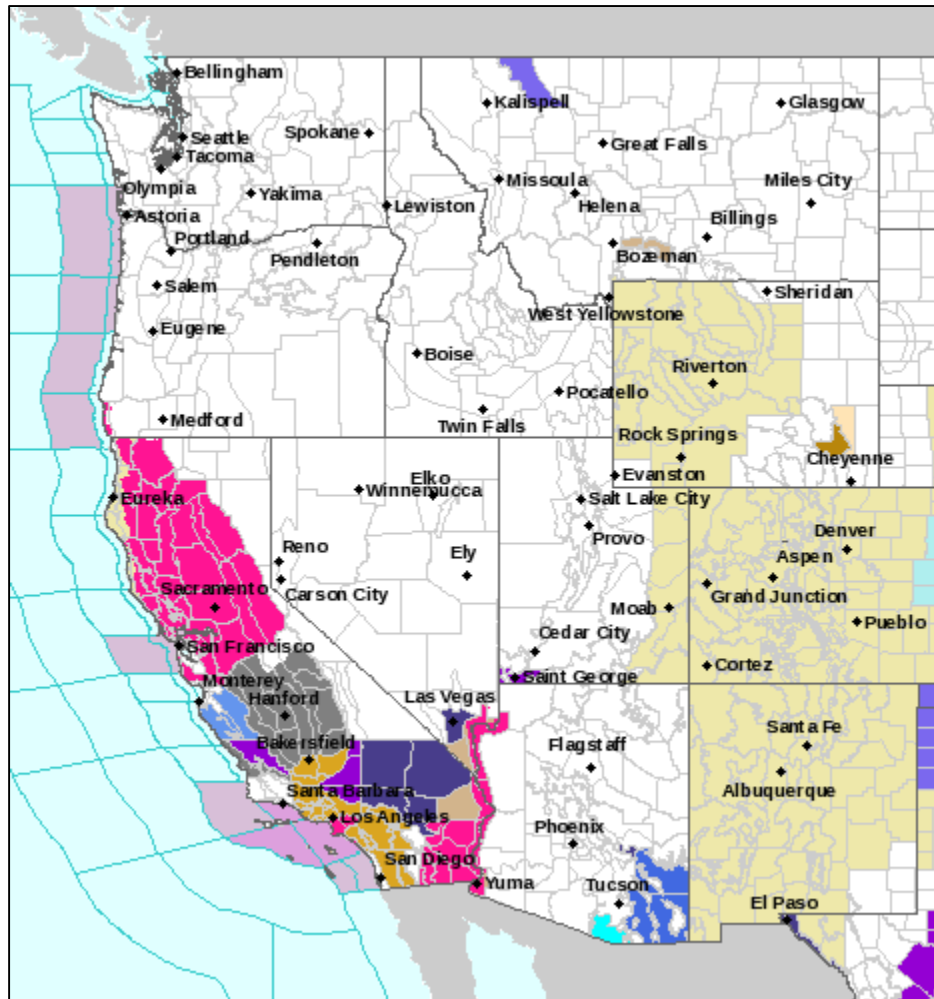 Bellingham
Kalispell
Glasgow
Seattle
Spokane
Great Falls
Tacoma
Olympia
Yakima
Missoula
Miles City
Helena
Lewiston
Astoria
Billings
Portland
Pendleton
Bozeman
Salem
Sheridan
West Yellowstone
Eugene
Boise
Riverton
Pocatello
Medford
Twin Falls
Rock Springs
Cheyenne
Evanston
Elko
Winnemucca
Eureka
Salt Lake City
Denver
Provo
Reno
Ely
Aspen
Sacramento
Carson City
Grand Junction
Moab
Pueblo
Cedar City
San Francisco
Cortez
Monterey
Saint George
Hanford
Las Vegas
Santa Fe
Bakersfield
Flagstaff
Santa Barbara
Albuquerque
Los Angeles
Phoenix
San Diego
Yuma
Tucson
El Paso